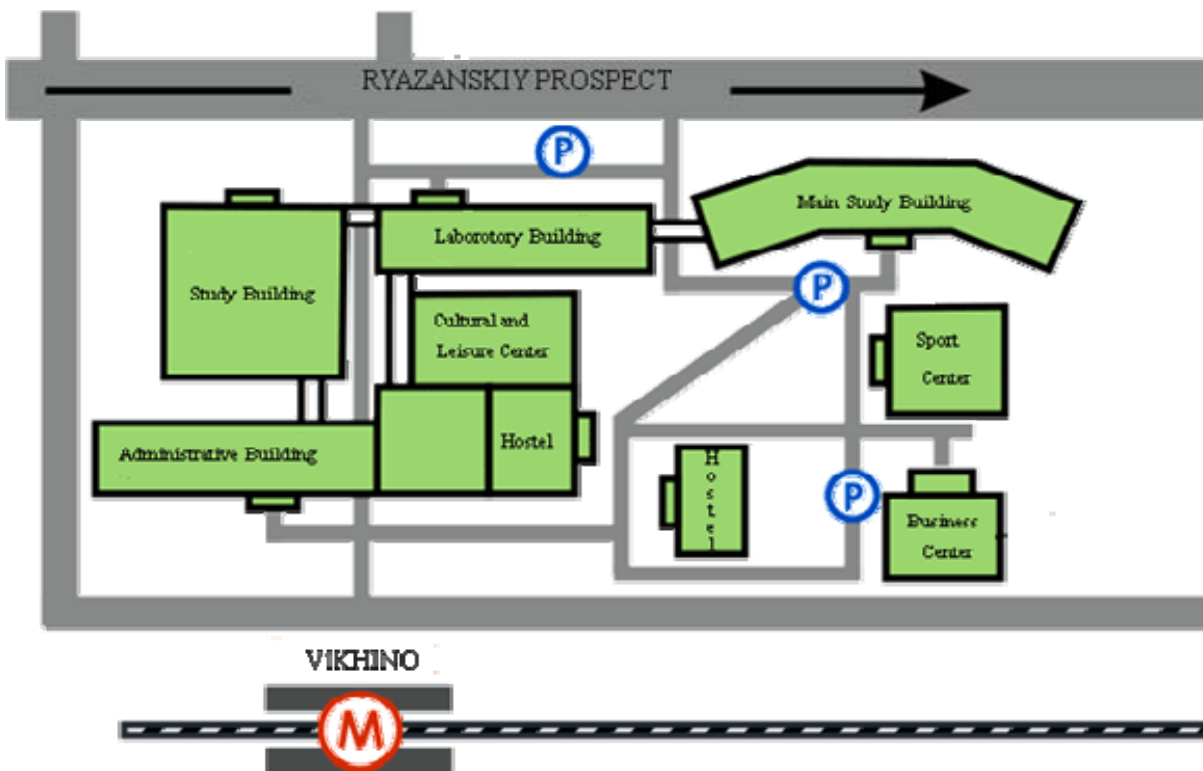 RYAZANSKIY PROSPECT
P
Main Study Building
Laborotory Building
Study Building
P
Cultural and
Leisure Center
Sport
Center
Hostel
Administrative Building
Hostel
P
Business
Center
VIKHINO
M